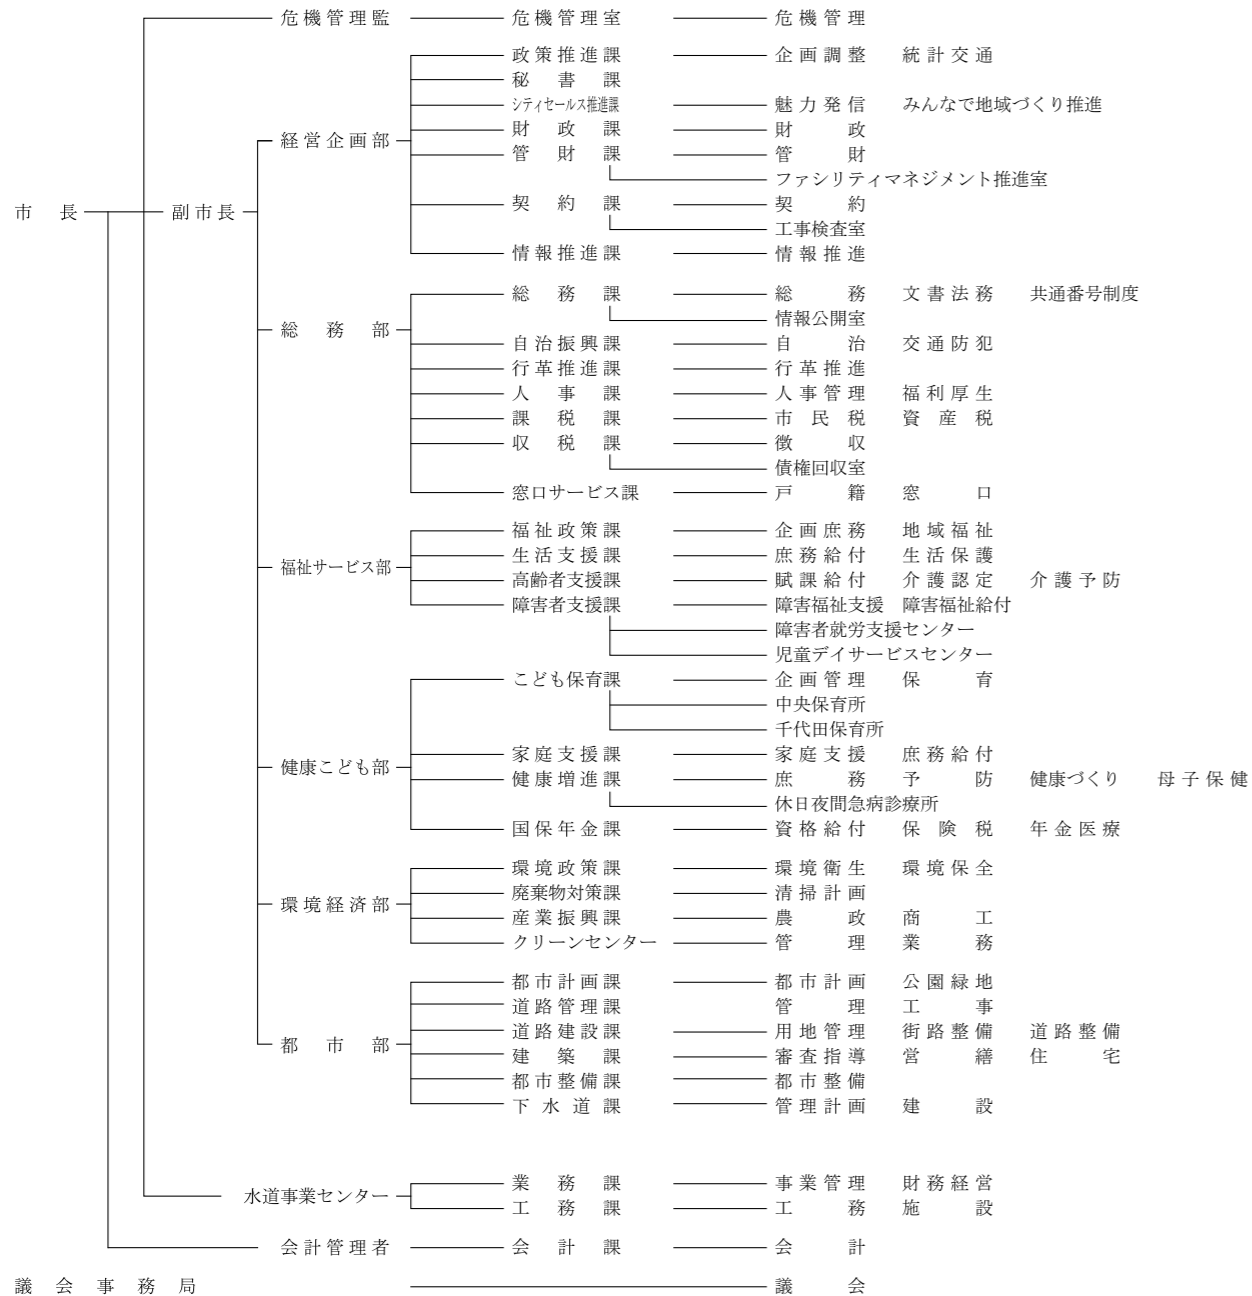 危機管理監 危機管理室 危機管理
政策推進課 企画調整 統計交通
秘書課
シティセールス推進課 魅力発信 みんなで地域づくり推進
財政課 財政
経営企画部
管財課 管財
ファシリティマネジメント推進室
契約課 契約
市長 副市長
工事検査室
情報推進課 情報推進
総務課 総務 文書法務 共通番号制度
情報公開室
総務部
自治振興課 自治 交通防犯
行革推進課 行革推進
人事課 人事管理 福利厚生
課税課 市民税 資産税
収税課 徴収
債権回収室
窓口サービス課 戸籍 窓口
福祉政策課 企画庶務 地域福祉
生活支援課 庶務給付 生活保護
福祉サービス部
高齢者支援課 賦課給付 介護認定 介護予防
障害者支援課 障害福祉支援 障害福祉給付
障害者就労支援センター
児童デイサービスセンター
こども保育課 企画管理 保育
中央保育所
千代田保育所
家庭支援課 家庭支援 庶務給付
健康こども部
健康増進課 庶務 予防 健康づくり 母子保健
休日夜間急病診療所
国保年金課 資格給付 保険税 年金医療
環境政策課 環境衛生 環境保全
廃棄物対策課 清掃計画
環境経済部
産業振興課 農政 商工
クリーンセンター 管理 業務
都市計画課 都市計画 公園緑地
道路管理課 管理 工事
道路建設課 用地管理 街路整備 道路整備
都市部
建築課 審査指導 営繕 住宅
都市整備課 都市整備
下水道課 管理計画 建設
業務課 事業管理 財務経営
水道事業センター
工務課 工務 施設
会計管理者 会計課 会計
議会事務局 議会